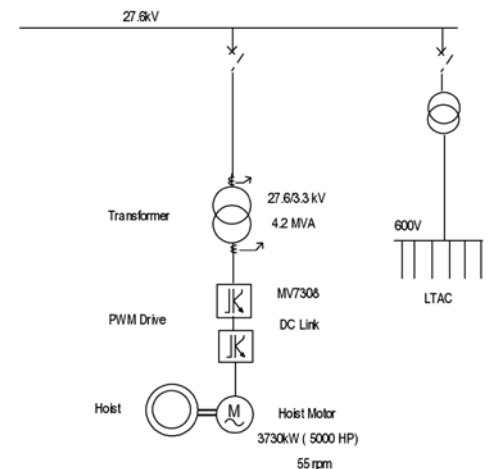 27.6kV
27.6/3.3 kV
Transformer
4.2 MVA
600V
LTAC
MV7308
PWM Drive
DC Link
Hoist
M
Hoist Motor
3730kW ( 5000 HP)
55 rpm